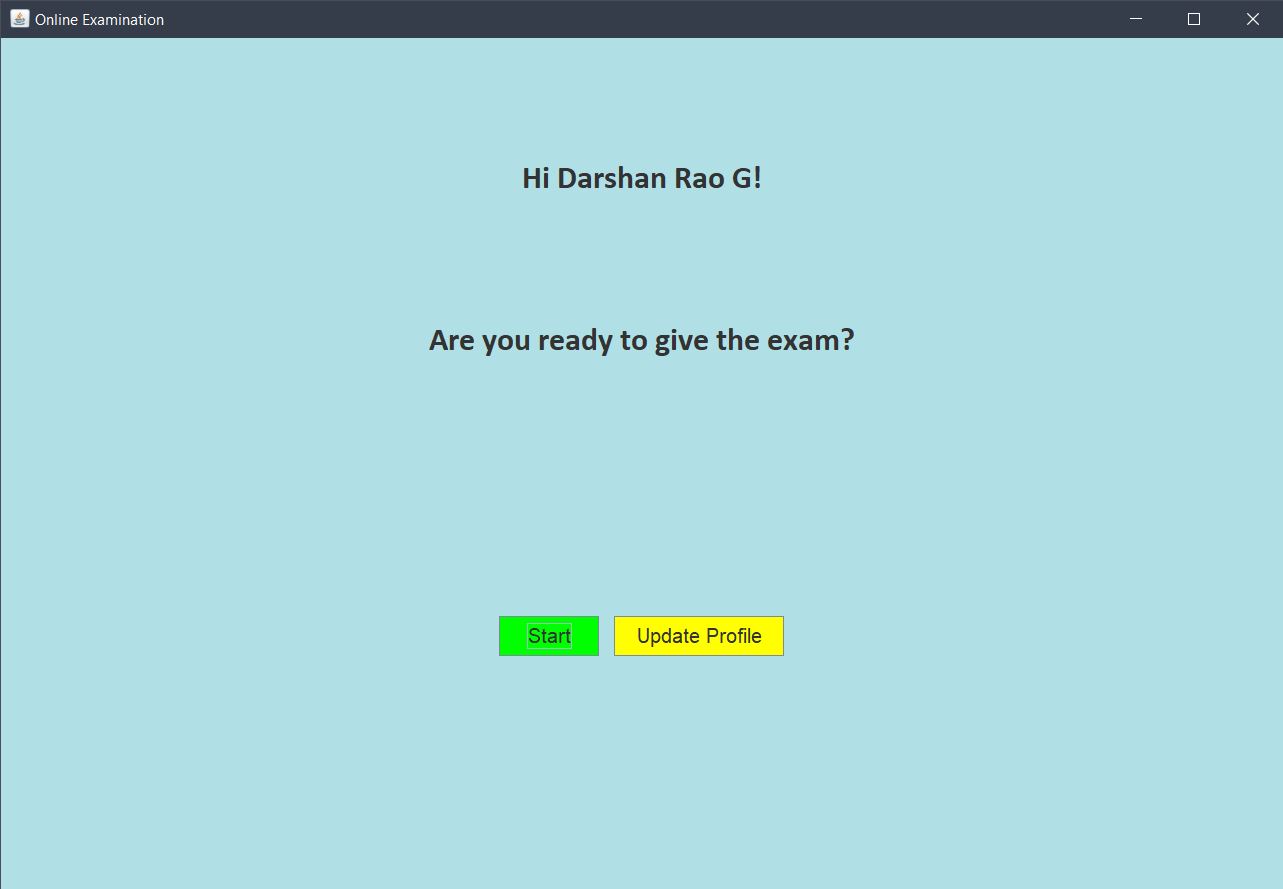 Online Examination
Hi Darshan Rao G!
Are you ready to give the exam?
Start
Update Profile